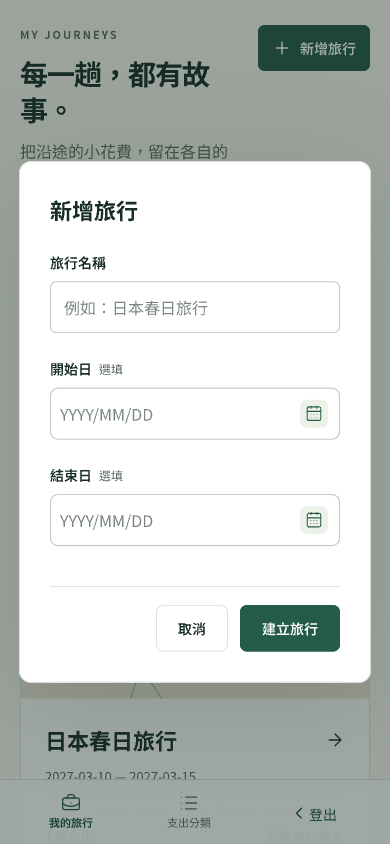 MY JOURNEYS
新增旅行
每一趟，都有故
事。
把沿途的小花費，留在各自的
新增旅行
旅行名稱
例如：日本春日旅行
開始日 選填
YYYY/MM/DD
結束日 選填
YYYY/MM/DD
取消
建立旅行
日本春日旅行
2027-03-10 — 2027-03-15
我的旅行
支出分類
登出